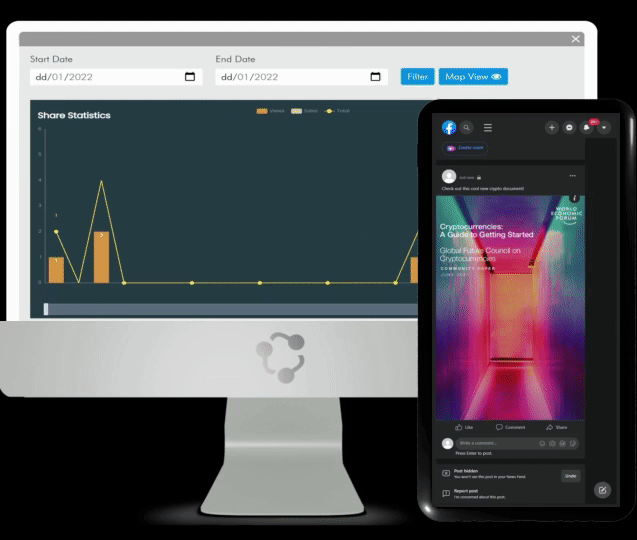 Start Date
End Date
dd/01/2022
dd/01/2022
Filter
Map View
Share Statistics
Viewed
Total
6
5
4
3
2
1
0
Create room
just now
Check out this cool new crypto document!
WORLD
ECONOMIC
FORUM
Cryptocurrencies:
A Guide to Getting Started
Global Future Council on
Cryptocurrencies
COMMUNITY PAPER
JUNE 2021
Like
Comment
Share
Write a comment...
Press Enter to post.
Post hidden
You won't see this post in your News Feed.
Undo
Report post
I'm concerned about this post.